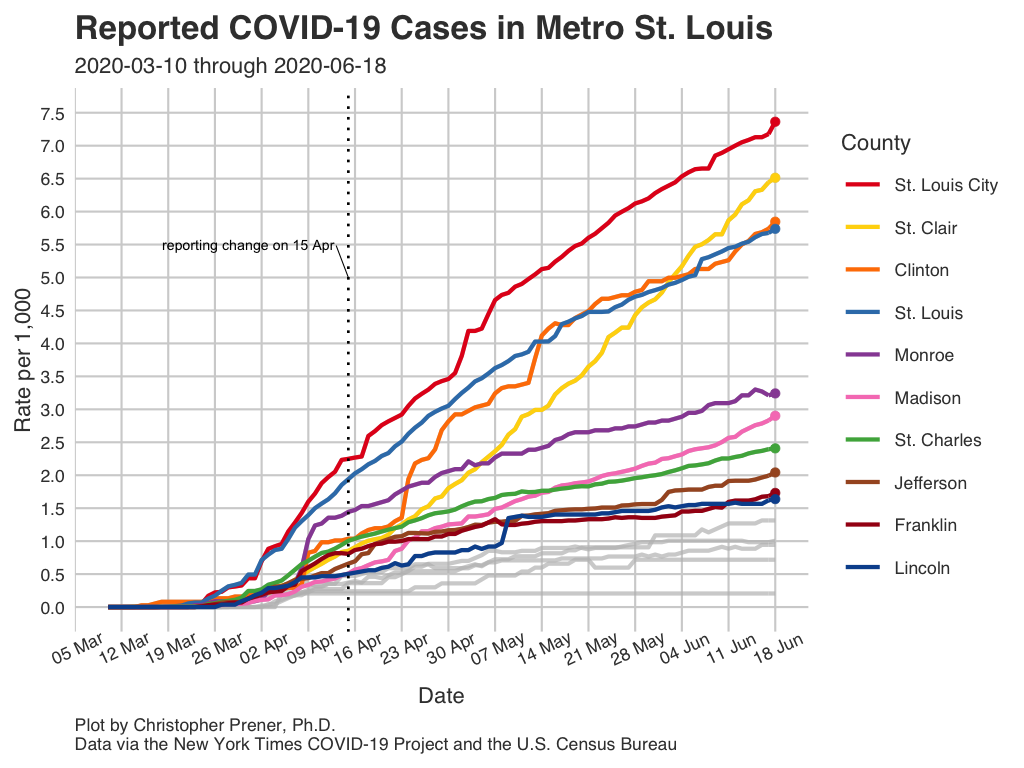 Reported COVID-19 Cases in Metro St. Louis
2020-03-10 through 2020-06-18
7.5
7.0
6.5
6.0
5.5
5.0
4.5
4.0
3.5
3.0
2.5
2.0
1.5
1.0
0.5
0.0
Rate per 1,000
reporting change on 15 Apr
05 Mar
12 Mar
19 Mar
26 Mar
02 Apr
09 Apr
16 Apr
23 Apr
30 Apr
07 May
14 May
21 May
28 May
04 Jun
11 Jun
18 Jun
Date
County
St. Louis City
St. Clair
Clinton
St. Louis
Monroe
Madison
St. Charles
Jefferson
Franklin
Lincoln
Plot by Christopher Prener, Ph.D.
Data via the New York Times COVID-19 Project and the U.S. Census Bureau